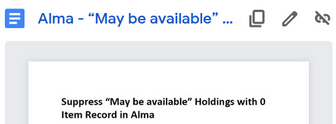 Alma - “May be available” ...
Suppress “May be available” Holdings with 0
Item Record in Alma